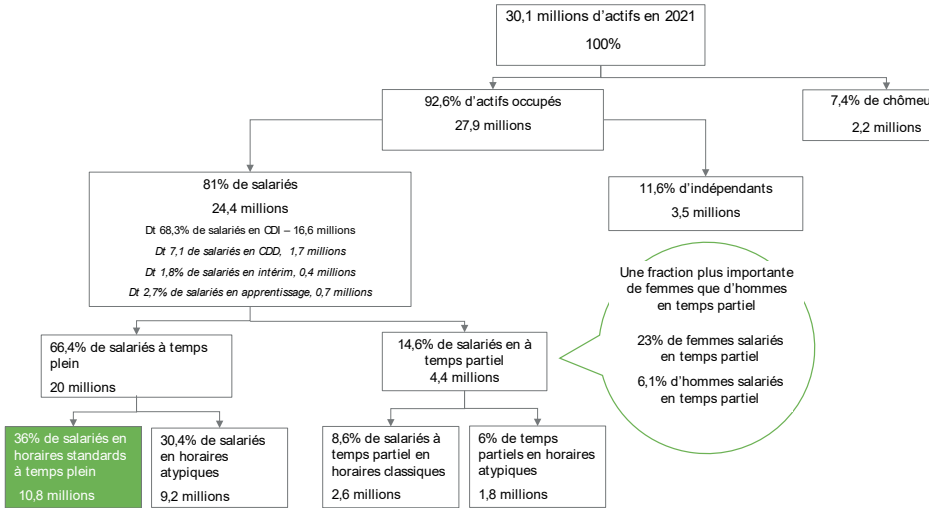 30,1 millions d'actifs en 2021
100%
92,6% d'actifs occupés
27,9 millions
7,4% de chômeu
2,2 millions
81% de salariés
24,4 millions
Dt 68,3% de salariés en CDI – 16,6 millions
Dt 7,1 de salariés en CDD, 1,7 millions
Dt 1,8% de salariés en intérim, 0,4 millions
Dt 2,7% de salariés en apprentissage, 0,7 millions
11,6% d'indépendants
3,5 millions
Une fraction plus importante
de femmes que d'hommes
en temps partiel
23% de femmes salariés
en temps partiel
6,1% d'hommes salariés
en temps partiel
66,4% de salariés à temps
plein
20 millions
14,6% de salariés en à
temps partiel
4,4 millions
36% de salariés en
horaires standards
à temps plein
10,8 millions
30,4% de salariés
en horaires
atypiques
9,2 millions
8,6% de salariés à
temps partiel en
horaires classiques
2,6 millions
6% de temps
partiels en horaires
atypiques
1,8 millions